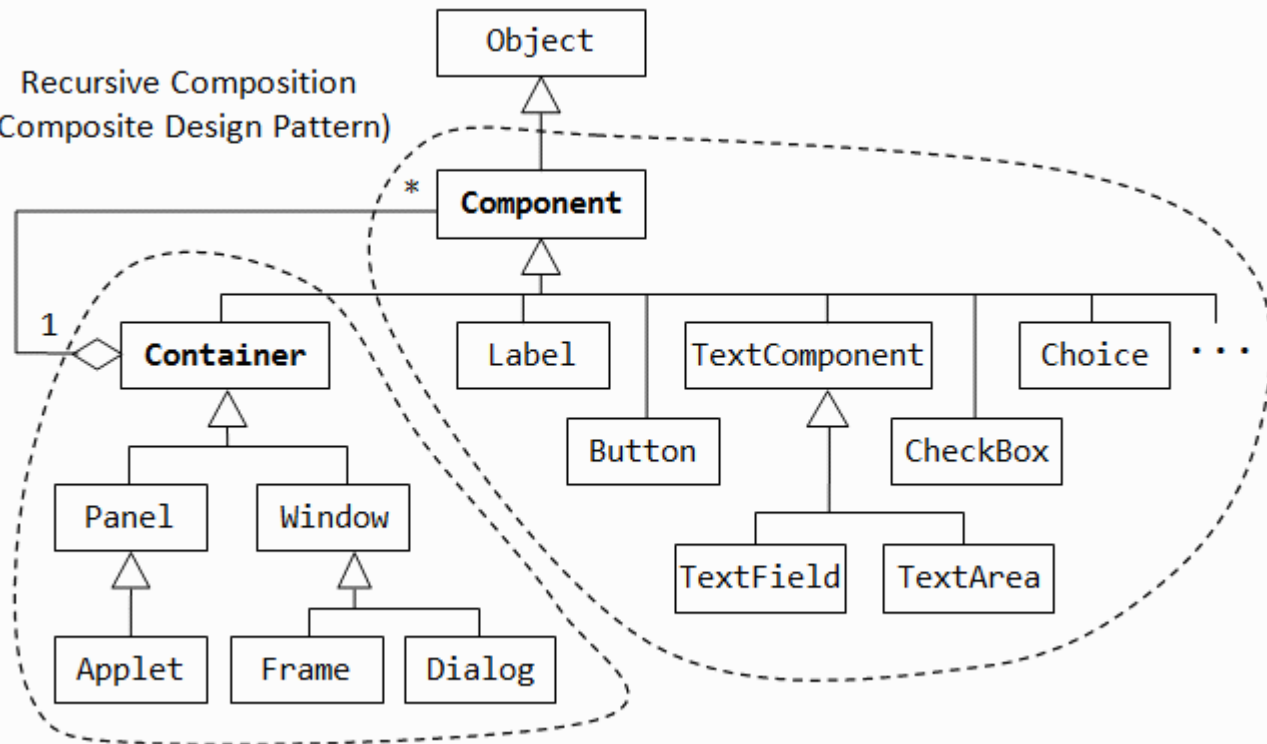 Object
Recursive Composition
Composite Design Pattern)
*
Component
1
Container
Label
TextComponent
Choice
...
Button
CheckBox
Panel
Window
TextField
TextArea
Applet
Frame
Dialog